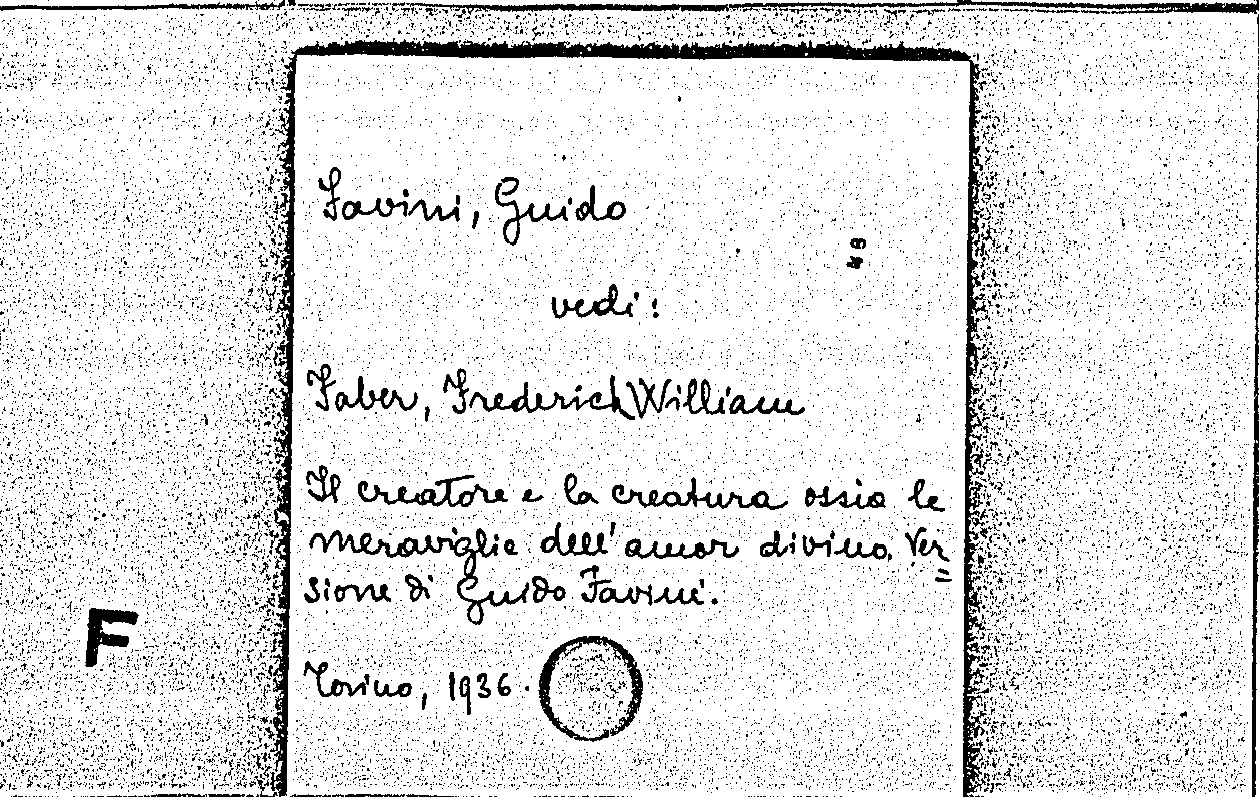 Favini, Guido
vedi:
Faber, Frederick William
Il creatore e la creatura ossia le
meraviglie dell'amor divino. Ver=
sione di Guido Favini.
F
Torino, 1936.